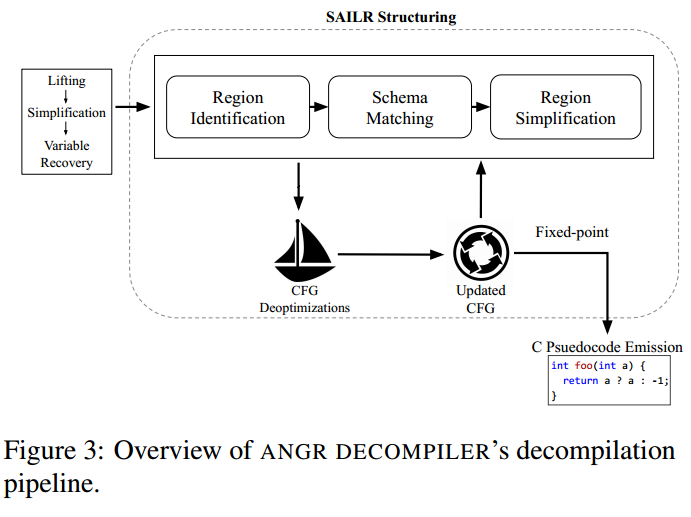 SAILR Structuring
Lifting
Simplification
Variable
Recovery
Region
Identification
Schema
Matching
Region
Simplification
CFG
Deoptimizations
Updated
CFG
Fixed-point
C Psuedocode Emission
int foo(int a) {
return a ? a : -1;
}
Figure 3: Overview of ANGR DECOMPILER's decompilation
pipeline.